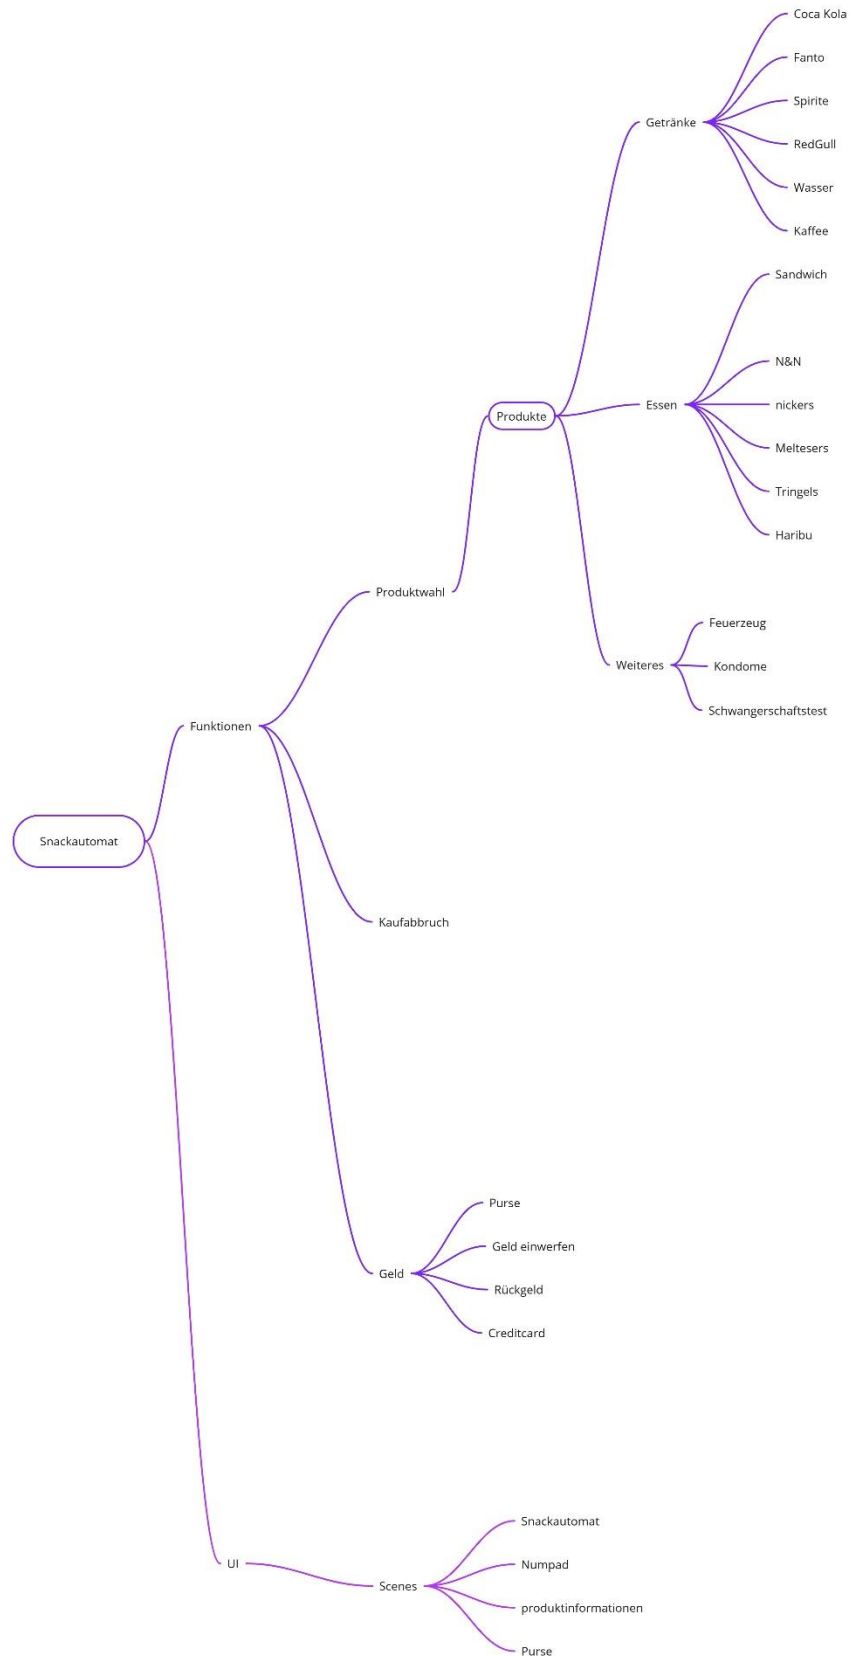 Coca Kola
Fanto
Spirite
Getränke
RedGull
Wasser
Kaffee
Sandwich
N&N
Produkte
Essen
nickers
Meltesers
Tringels
Haribu
Produktwahl
Feuerzeug
Weiteres
Kondome
Schwangerschaftstest
Funktionen
Snackautomat
Kaufabbruch
Purse
Geld einwerfen
Geld
Rückgeld
Creditcard
Snackautomat
UI
Numpad
Scenes
produktinformationen
Purse